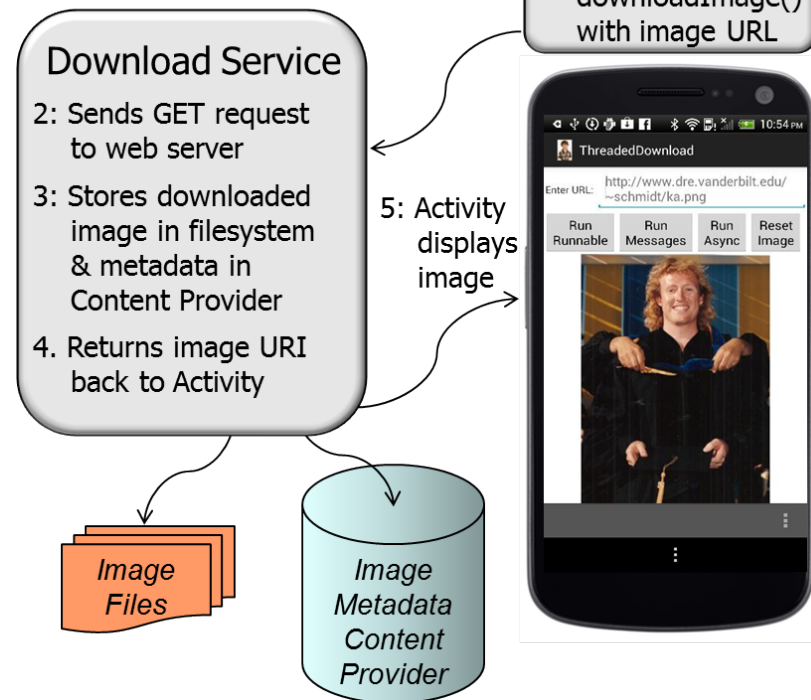 downloadImage()
with image URL
Download Service
2: Sends GET request
to web server
3: Stores downloaded
image in filesystem
& metadata in
Content Provider
4. Returns image URI
back to Activity
5: Activity
displays
image
10:54 PM
ThreadedDownload
Enter URL:
http://www.dre.vanderbilt.edu/
~schmidt/ka.png
Run
Runnable
Run
Messages
Run
Async
Reset
Image
Image
Files
Image
Metadata
Content
Provider